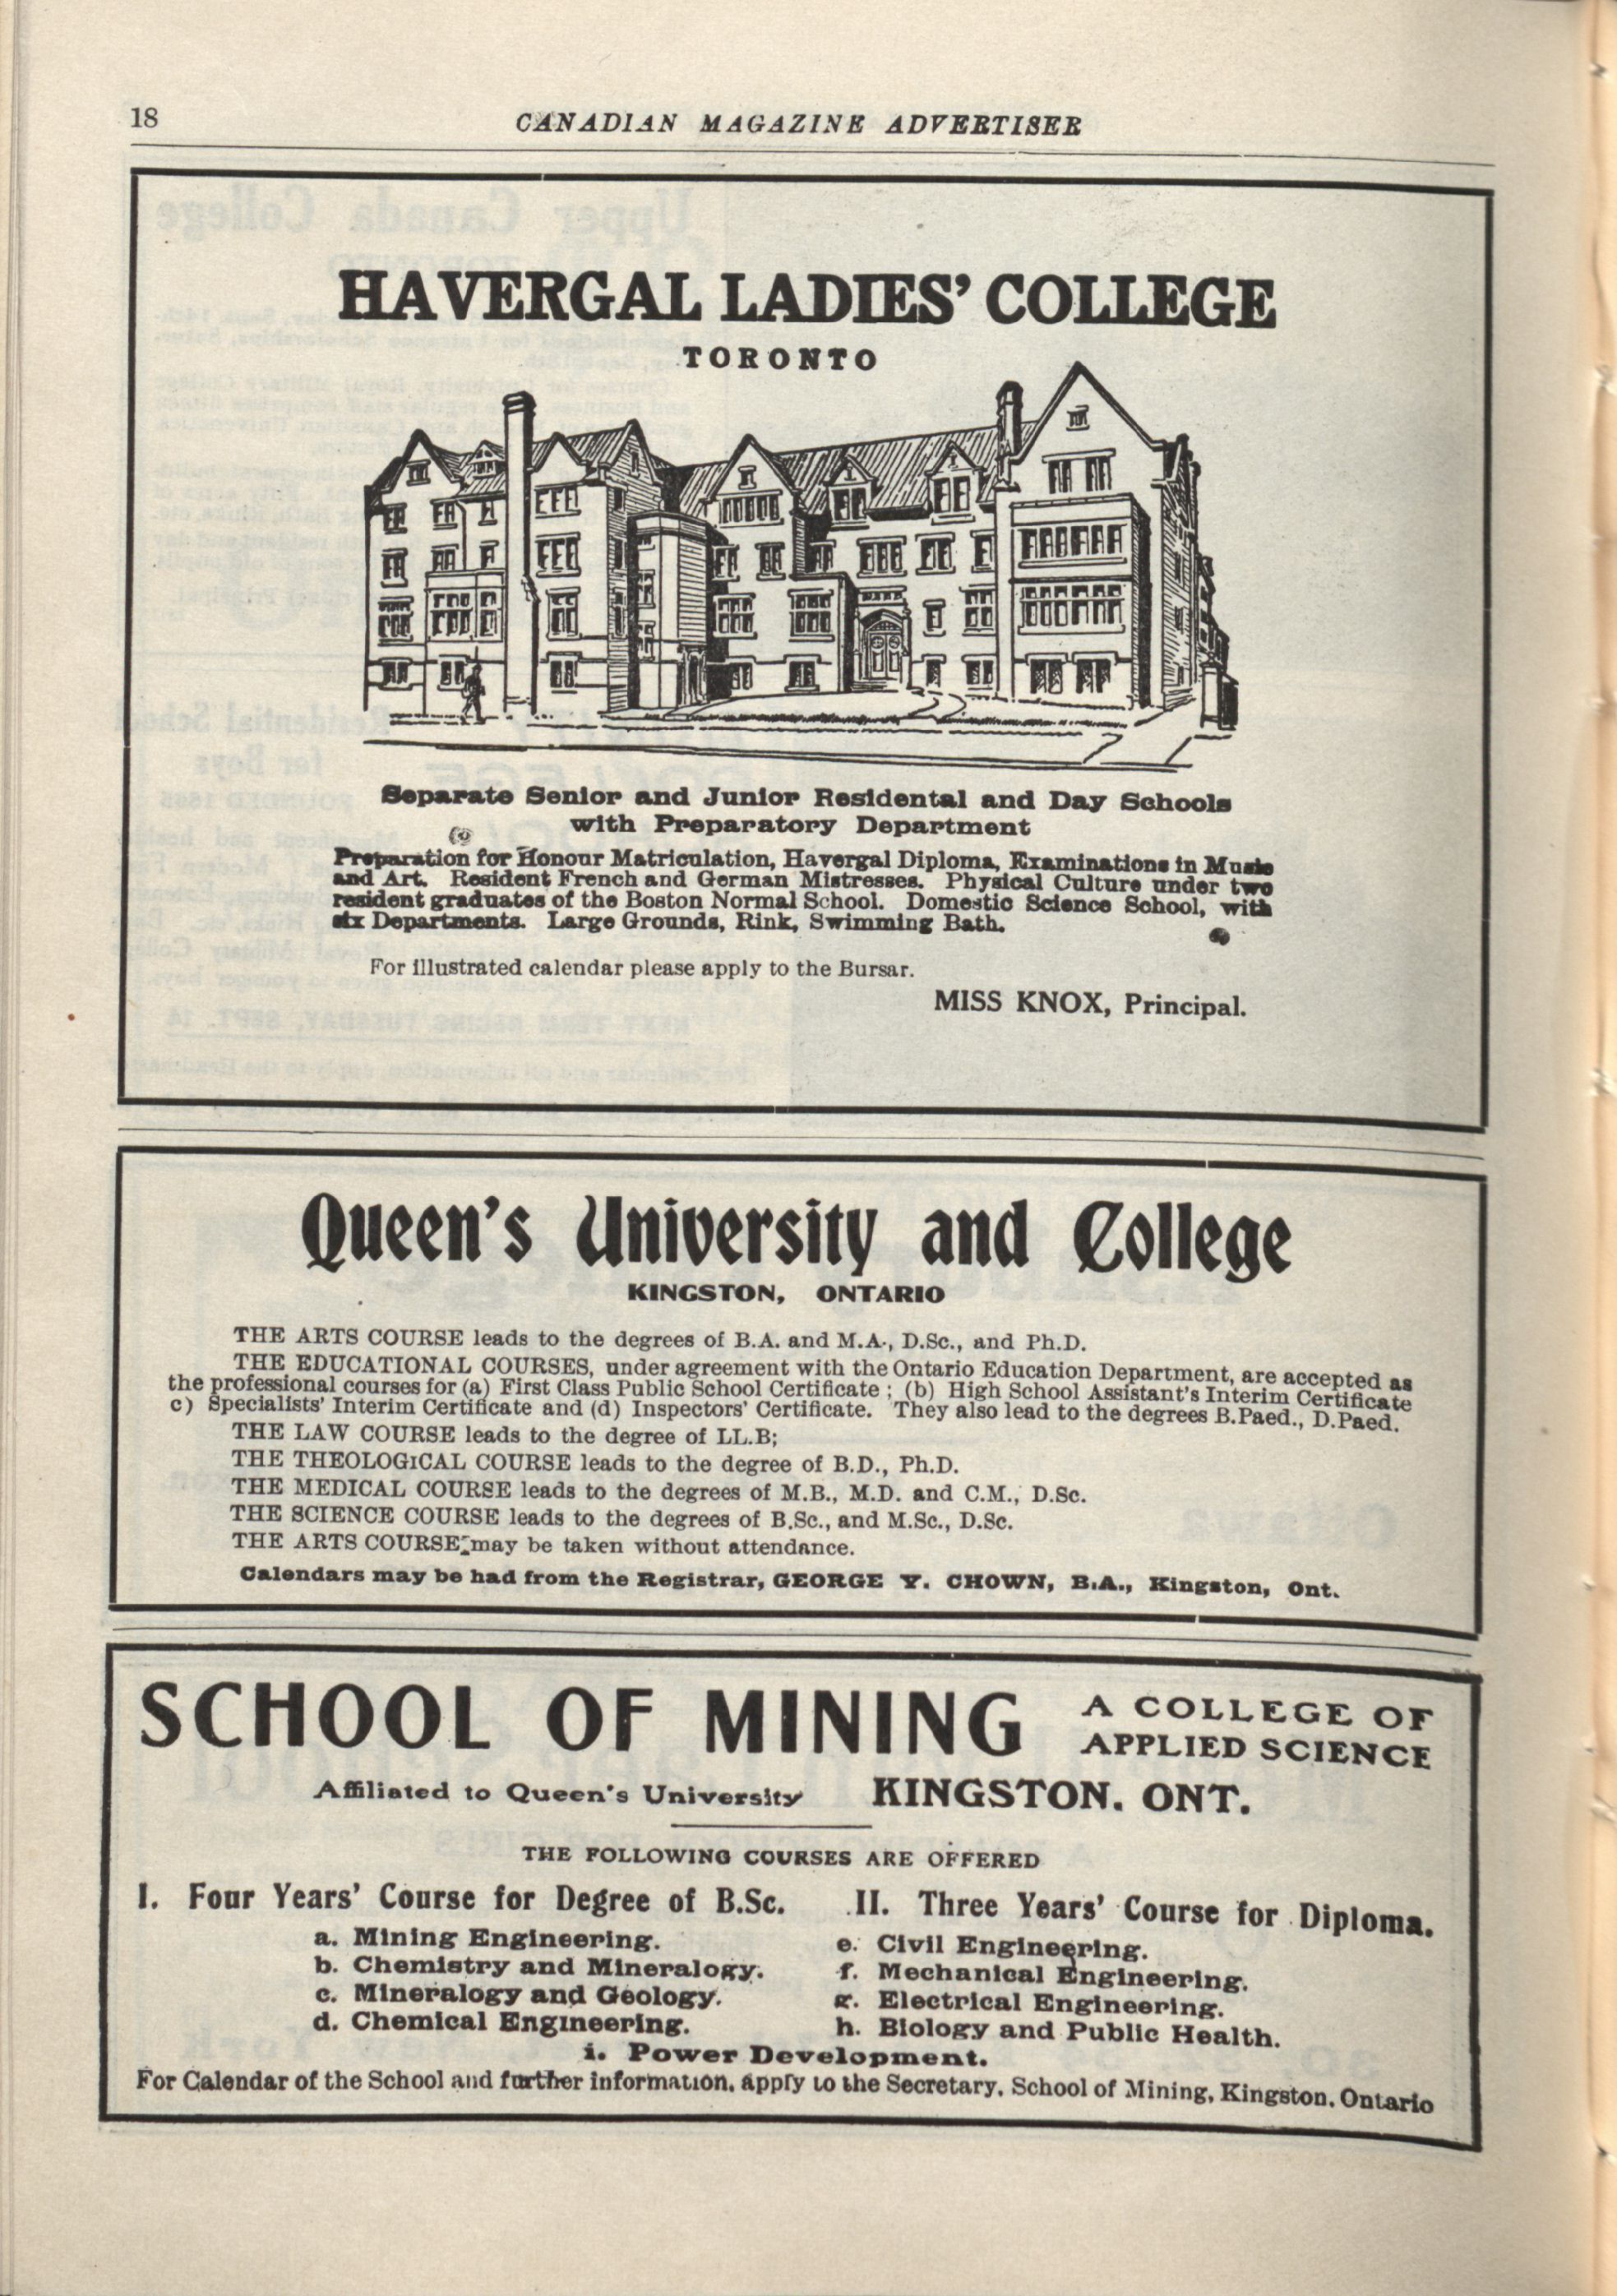 18
CANADIAN MAGAZINE ADVERTISER
HAVERGAL LADIES' COLLEGE
TORONTO
Separate Senior and Junior Residental and Day Schools
with Preparatory Department
Preparation for Honour Matriculation, Havergal Diploma, Examinations in Music
and Art. Resident French and German Mistresses. Physical Culture under two
resident graduates of the Boston Normal School. Domestic Science School, with
six Departments. Large Grounds, Rink, Swimming Bath.
For illustrated calendar please apply to the Bursar.
MISS KNOX, Principal.
Queen's University and College
KINGSTON, ONTARIO
THE ARTS COURSE leads to the degrees of B.A. and M.A., D.Sc., and Ph.D.
THE EDUCATIONAL COURSES, under agreement with the Ontario Education Department, are accepted as
the professional courses for (a) First Class Public School Certificate ; (b) High School Assistant's Interim Certificate
c) Specialists' Interim Certificate and (d) Inspectors' Certificate. They also lead to the degrees B.Paed., D.Paed.
THE LAW COURSE leads to the degree of LL.B;
THE THEOLOGICAL COURSE leads to the degree of B.D., Ph.D.
THE MEDICAL COURSE leads to the degrees of M.B., M.D. and C.M., D.Sc.
THE SCIENCE COURSE leads to the degrees of B.Sc., and M.Sc., D.Sc.
THE ARTS COURSE may be taken without attendance.
Calendars may be had from the Registrar, GEORGE Y. CHOWN, B.A., Kingston, Ont.
SCHOOL OF MINING
A COLLEGE OF
APPLIED SCIENCE
Affiliated to Queen's University KINGSTON. ONT.
THE FOLLOWING COURSES ARE OFFERED
I. Four Years' Course for Degree of B.Sc.
II. Three Years' Course for Diploma.
a. Mining Engineering.
b. Chemistry and Mineralogy.
c. Mineralogy and Geology.
d. Chemical Engineering.
e. Civil Engineering.
f. Mechanical Engineering.
g. Electrical Engineering.
h. Biology and Public Health.
i. Power Development.
For Calendar of the School and further information, apply to the Secretary, School of Mining, Kingston, Ontario